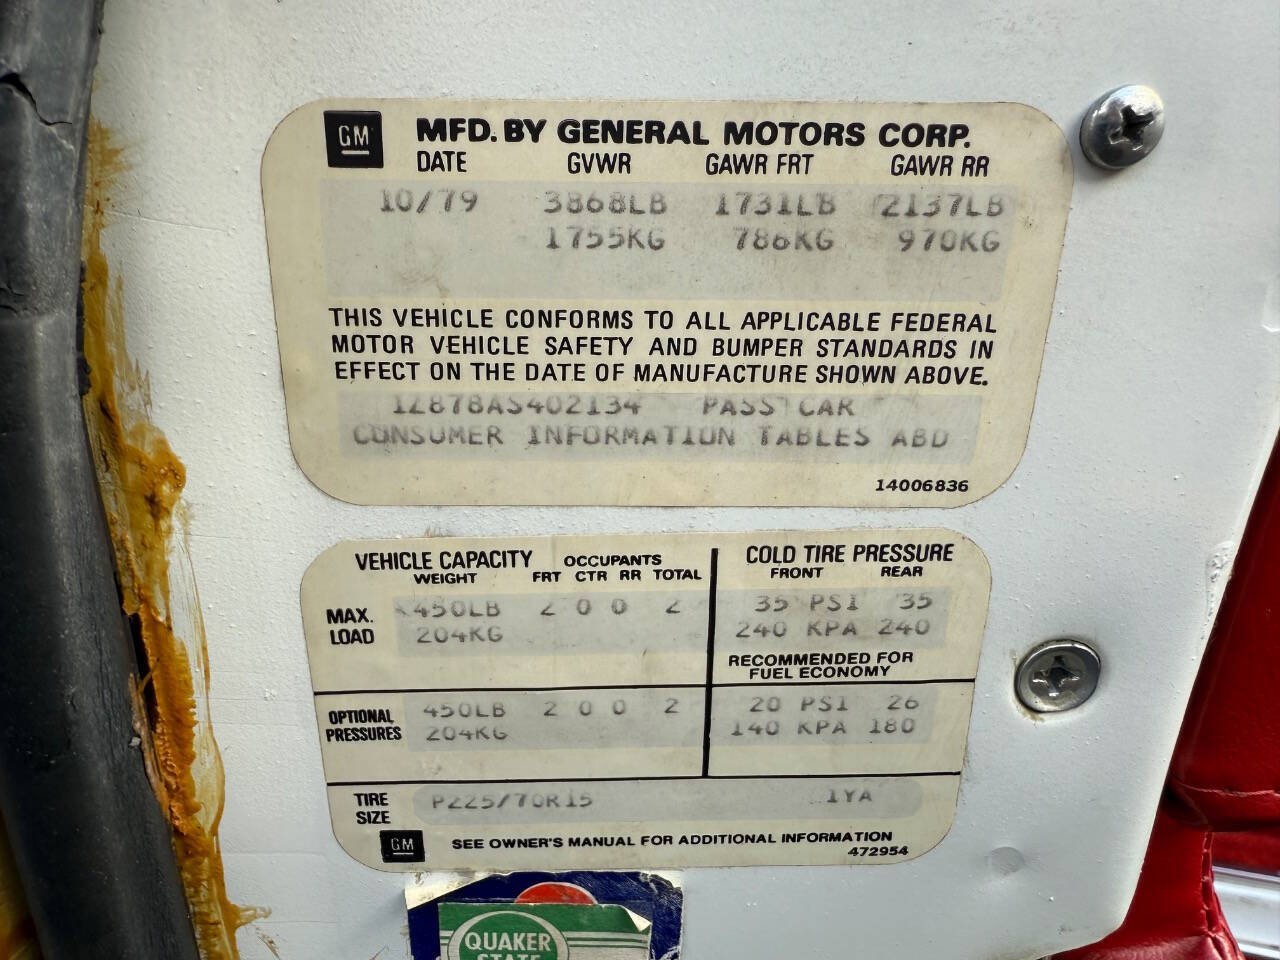 GM MFD. BY GENERAL MOTORS CORP.
DATE GVWR GAWR FRT GAWR RR
10/79 3868LB 1731LB 2137LB
1755KG 786KG 970KG
THIS VEHICLE CONFORMS TO ALL APPLICABLE FEDERAL
MOTOR VEHICLE SAFETY AND BUMPER STANDARDS IN
EFFECT ON THE DATE OF MANUFACTURE SHOWN ABOVE.
1Z878AS402134 PASS CAR
CONSUMER INFORMATION TABLES ABD
14006836
VEHICLE CAPACITY OCCUPANTS COLD TIRE PRESSURE
WEIGHT FRT CTR RR TOTAL FRONT REAR
MAX. LOAD 450LB 2 0 0 2 35 PSI 35
204KG 240 KPA 240
RECOMMENDED FOR
FUEL ECONOMY
OPTIONAL PRESSURES 450LB 2 0 0 2 20 PSI 26
204KG 140 KPA 180
TIRE SIZE P225/70R15 1YA
GM SEE OWNER'S MANUAL FOR ADDITIONAL INFORMATION
472954
QUAKER
STATE